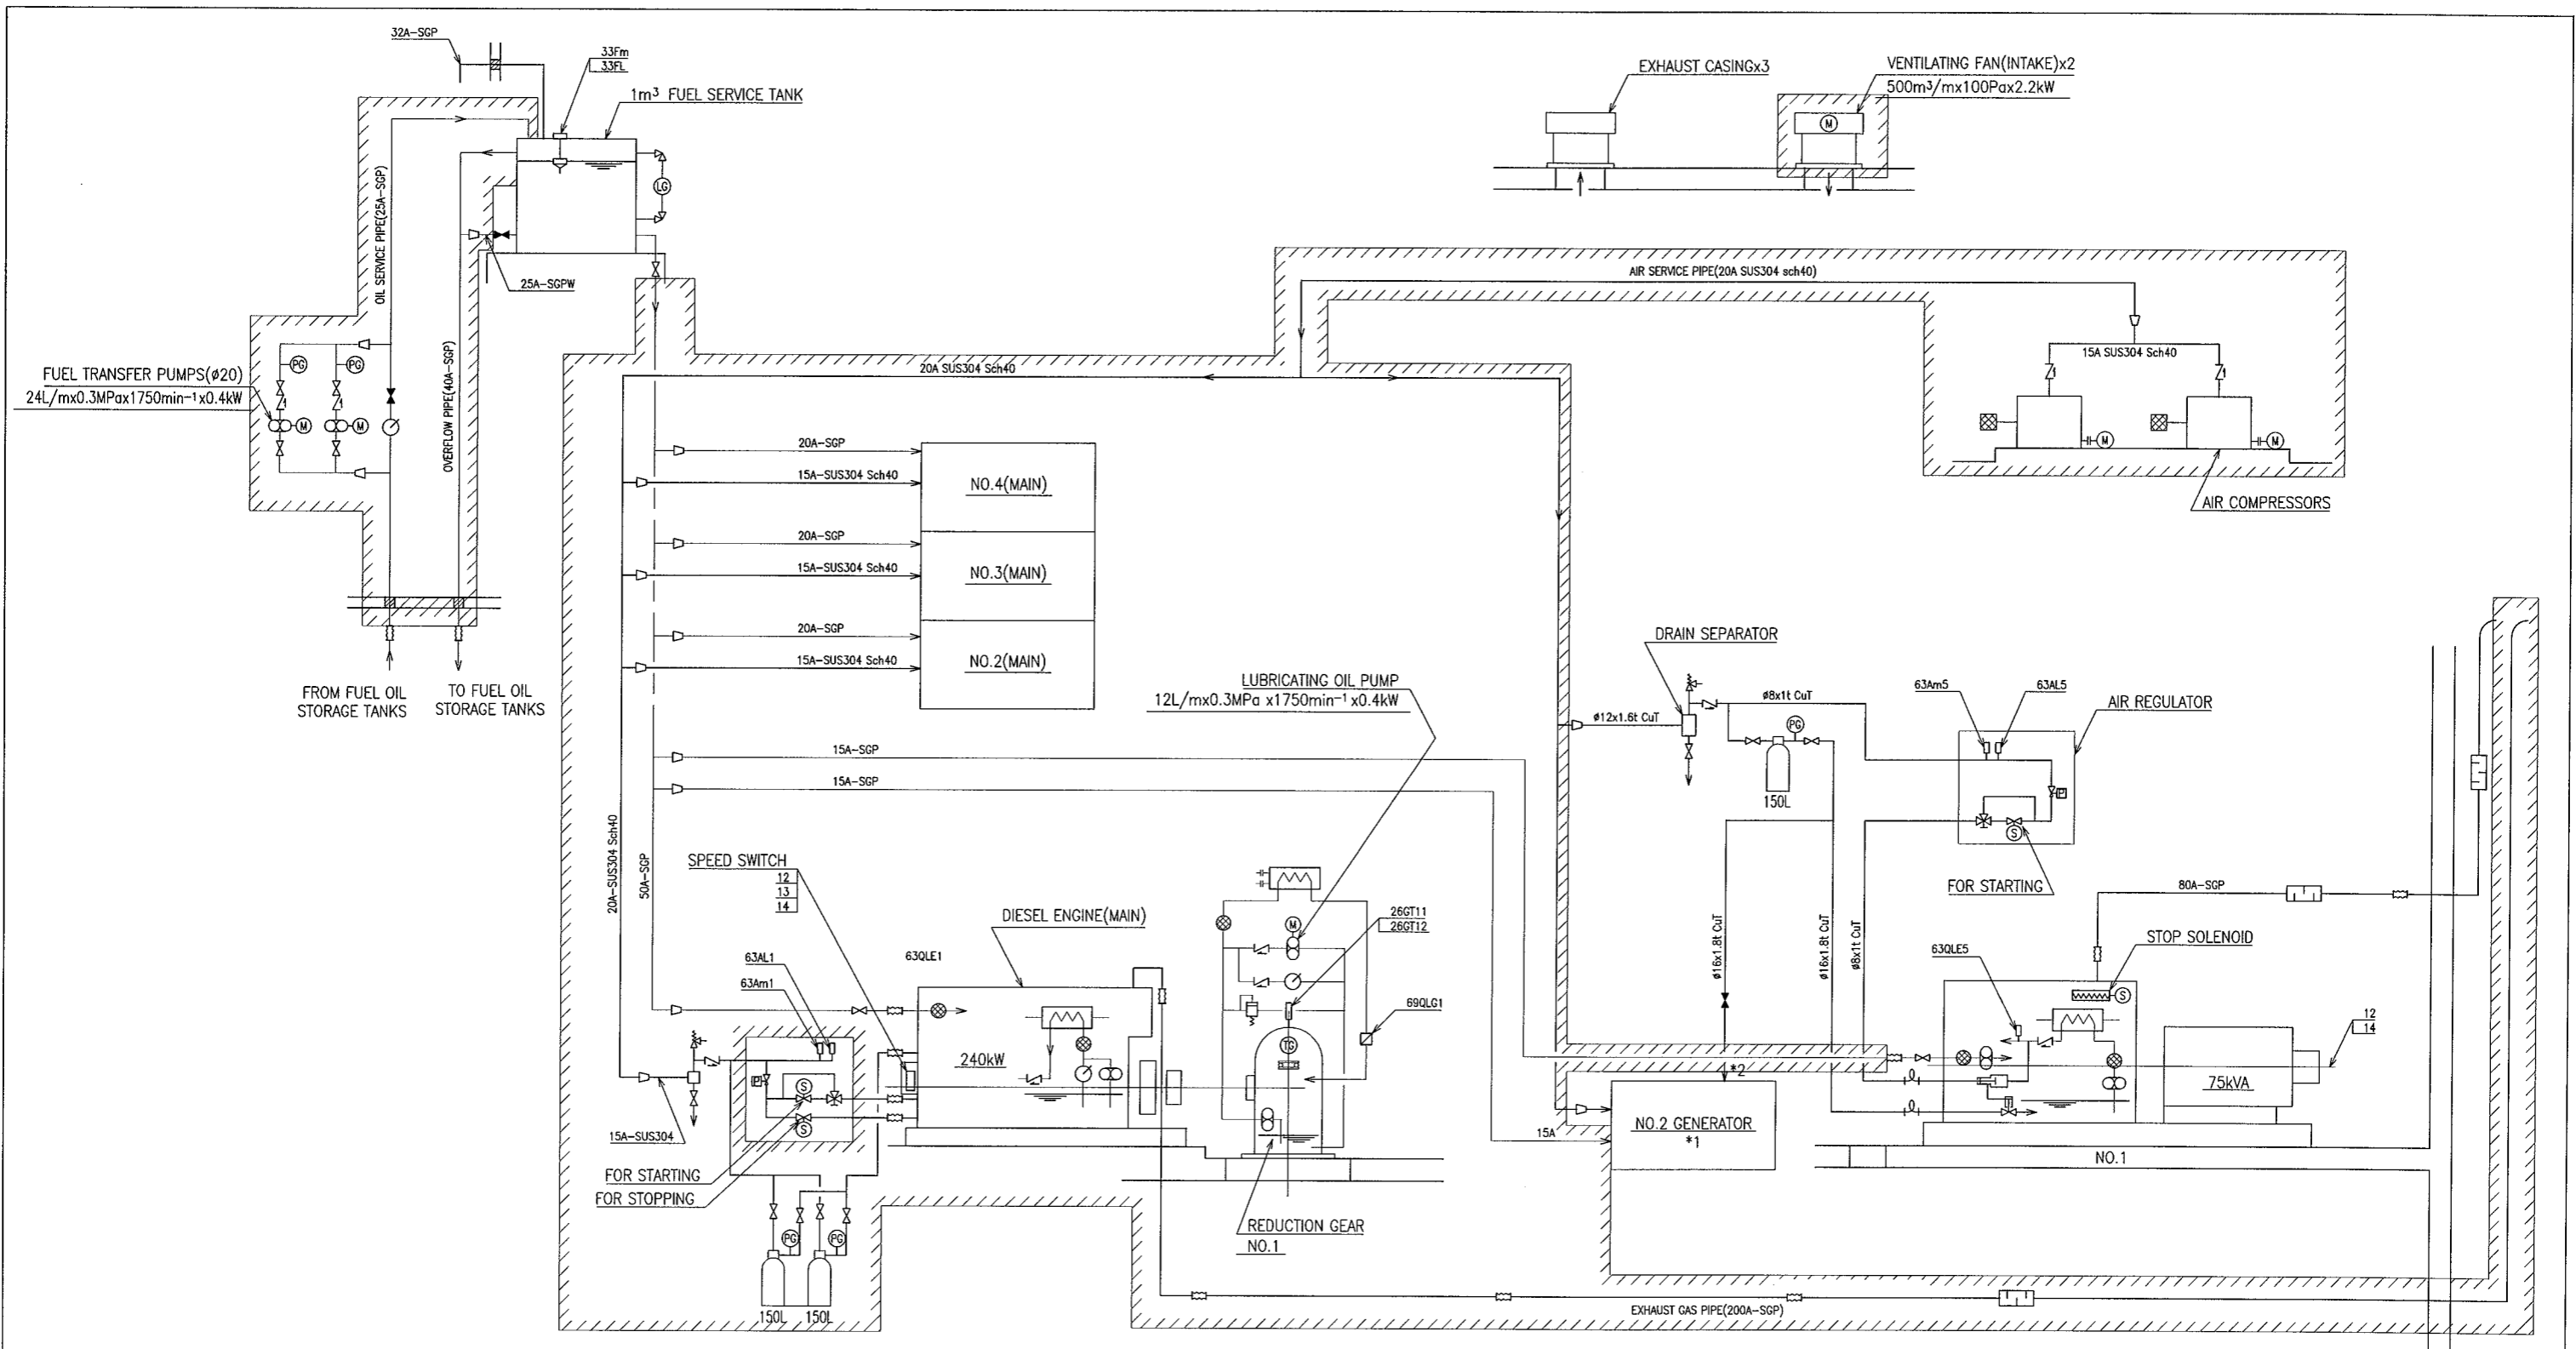 32A-SGP
33Fm
33FL
1m³ FUEL SERVICE TANK
EXHAUST CASINGx3
VENTILATING FAN(INTAKE)x2
500m³/mx100Pax2.2kW
M
OIL SERVICE PIPE(25A-SGP)
LG
25A-SGPW
OVERFLOW PIPE(40A-SGP)
PG
PG
FUEL TRANSFER PUMPS(ø20)
24L/mx0.3MPax1750min⁻¹x0.4kW
M
M
FROM FUEL OIL
STORAGE TANKS
TO FUEL OIL
STORAGE TANKS
AIR SERVICE PIPE(20A SUS304 sch40)
15A SUS304 Sch40
M
M
AIR COMPRESSORS
20A SUS304 Sch40
20A-SGP
15A-SUS304 Sch40
NO.4(MAIN)
20A-SGP
15A-SUS304 Sch40
NO.3(MAIN)
20A-SGP
15A-SUS304 Sch40
NO.2(MAIN)
15A-SGP
15A-SGP
LUBRICATING OIL PUMP
12L/mx0.3MPa x1750min⁻¹ x0.4kW
DRAIN SEPARATOR
ø12x1.6t CuT
ø8x1t CuT
PG
150L
63Am5
63AL5
AIR REGULATOR
P
S
FOR STARTING
20A-SUS304 Sch40
50A-SGP
SPEED SWITCH
12
13
14
DIESEL ENGINE(MAIN)
63QLE1
63AL1
63Am1
240kW
P
S
S
15A-SUS304
FOR STARTING
FOR STOPPING
PG
PG
150L
150L
M
26GT11
26GT12
TG
69QLG1
REDUCTION GEAR
NO.1
ø16x1.8t CuT
ø16x1.8t CuT
ø8x1t CuT
80A-SGP
STOP SOLENOID
63QLE5
S
12
14
75kVA
NO.1
*2
15A
NO.2 GENERATOR
*1
EXHAUST GAS PIPE(200A-SGP)